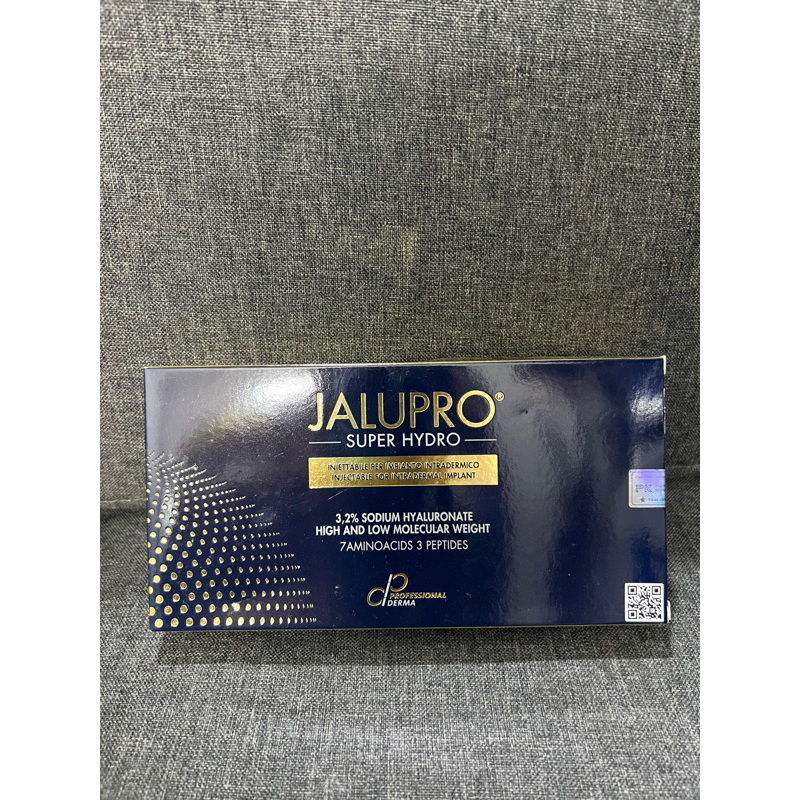 JALUPRO®
SUPER HYDRO
INIETTABILE PER IMPIANTO INTRADERMICO
INJECTABLE FOR INTRADERMAL IMPLANT
3,2% SODIUM HYALURONATE
HIGH AND LOW MOLECULAR WEIGHT
7AMINOACIDS 3 PEPTIDES
dp PROFESSIONAL
DERMA